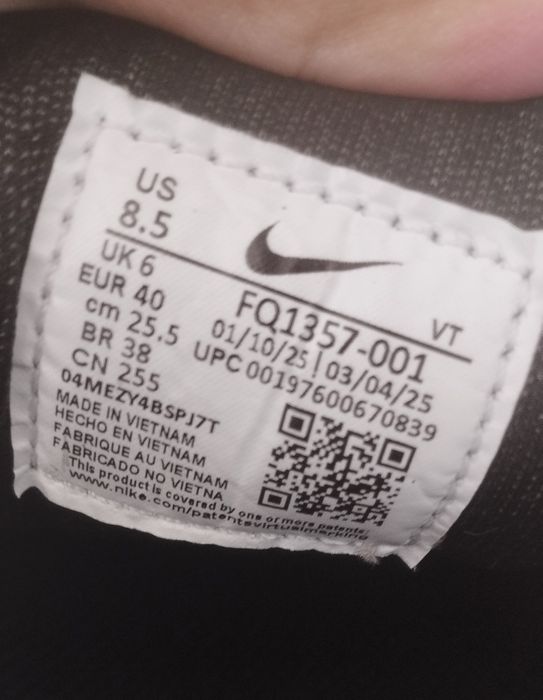 US
8.5
UK 6
EUR 40
cm 25.5
BR 38
CN 255
04MEZY4BSPJ7T
MADE IN VIETNAM
HECHO EN VIETNAM
FABRIQUE AU VIETNAM
FABRICADO NO VIETNA
This product is covered by one or more patents
www.nike.com/patentsvirtualmarking
VT
FQ1357-001
01/10/25 | 03/04/25
UPC 00197600670839